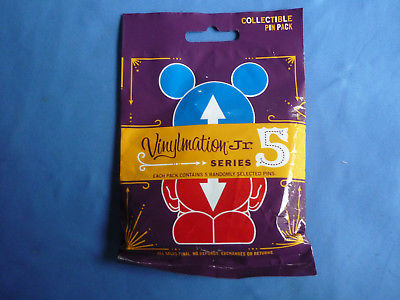 COLLECTIBLE
PIN PACK
Vinylmation Jr.
SERIES 5
EACH PACK CONTAINS 5 RANDOMLY SELECTED PINS.
ALL SALES FINAL. NO REFUNDS, EXCHANGES OR RETURNS.